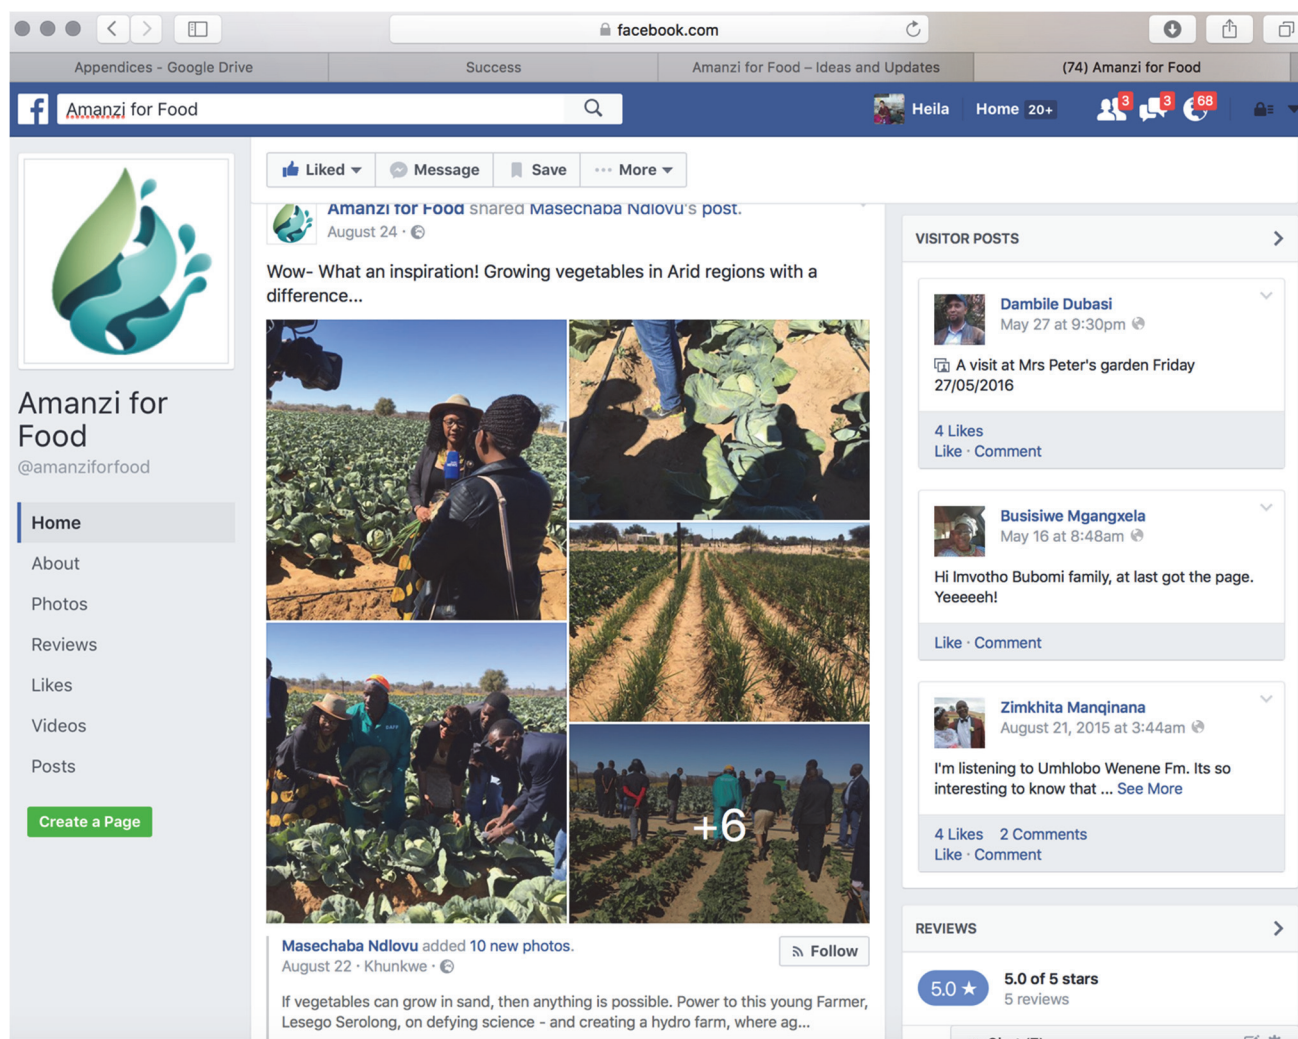 facebook.com
Appendices - Google Drive
Success
Amanzi for Food – Ideas and Updates
(74) Amanzi for Food
f
Amanzi for Food
Heila
Home 20+
3
3
68
Liked
Message
Save
More
Amanzi for Food
@amanziforfood
Home
About
Photos
Reviews
Likes
Videos
Posts
Create a Page
Amanzi for Food shared Masechaba Ndlovu's post.
August 24 ·
Wow- What an inspiration! Growing vegetables in Arid regions with a
difference...
+6
Masechaba Ndlovu added 10 new photos.
August 22 · Khunkwe ·
Follow
If vegetables can grow in sand, then anything is possible. Power to this young Farmer,
Lesego Serolong, on defying science - and creating a hydro farm, where ag...
VISITOR POSTS
Dambile Dubasi
May 27 at 9:30pm
A visit at Mrs Peter's garden Friday
27/05/2016
4 Likes
Like · Comment
Busisiwe Mgangxela
May 16 at 8:48am
Hi Imvotho Bubomi family, at last got the page.
Yeeeeeh!
Like · Comment
Zimkhita Manqinana
August 21, 2015 at 3:44am
I'm listening to Umhlobo Wenene Fm. Its so
interesting to know that ... See More
4 Likes 2 Comments
Like · Comment
REVIEWS
5.0 ★
5.0 of 5 stars
5 reviews